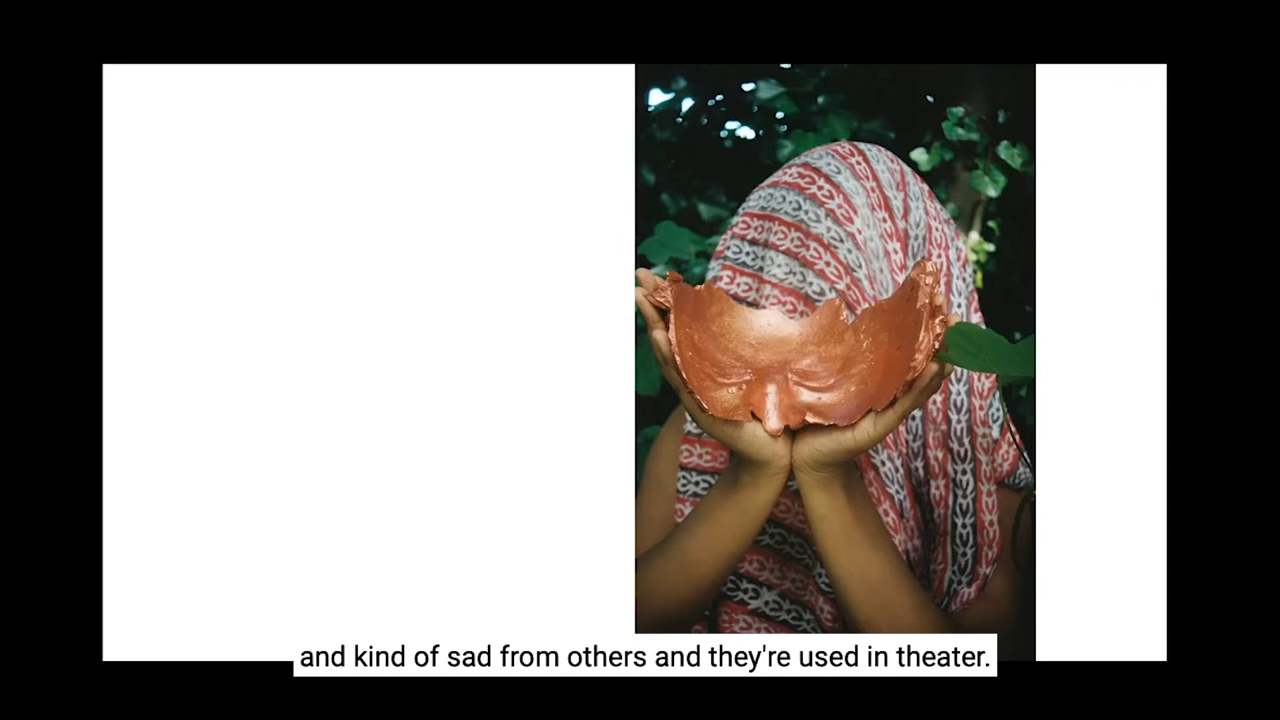 and kind of sad from others and they're used in theater.